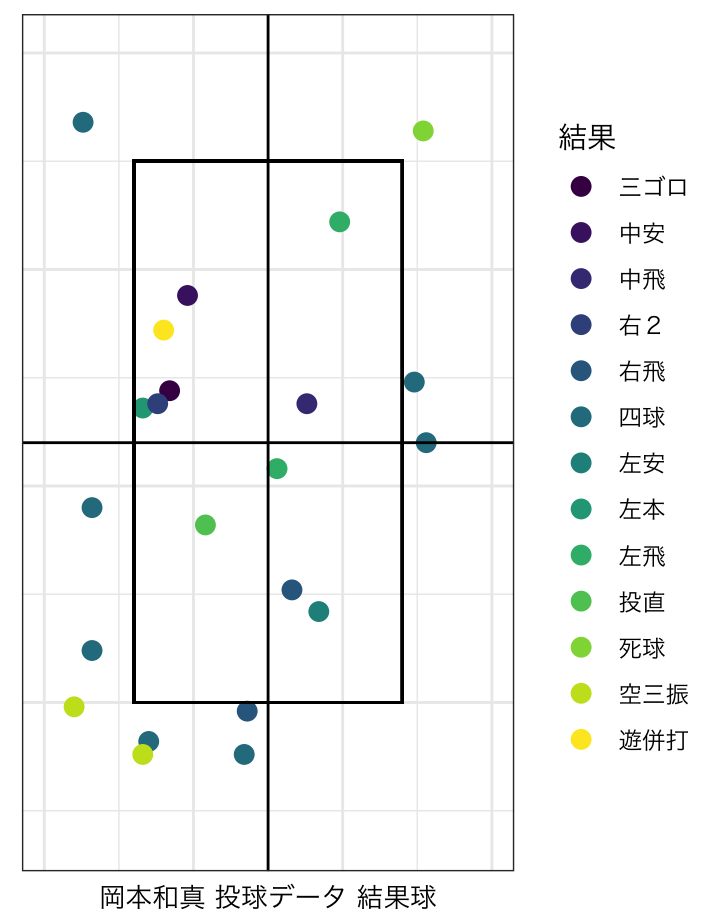 結果
三ゴロ
中安
中飛
右２
右飛
四球
左安
左本
左飛
投直
死球
空三振
遊併打
岡本和真 投球データ 結果球